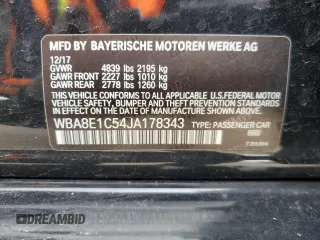 MFD BY BAYERISCHE MOTOREN WERKE AG
12/17
GVWR 4839 lbs 2195 kg
GAWR FRONT 2227 lbs 1010 kg
GAWR REAR 2778 lbs 1260 kg
THIS VEHICLE CONFORMS TO ALL APPLICABLE
U.S. FEDERAL MOTOR VEHICLE SAFETY, BUMPER,
AND THEFT PREVENTION STANDARDS IN EFFECT ON
THE DATE OF MANUFACTURE SHOWN ABOVE.
WBA8E1C54JA178343 TYPE: PASSENGER CAR
DREAMBID